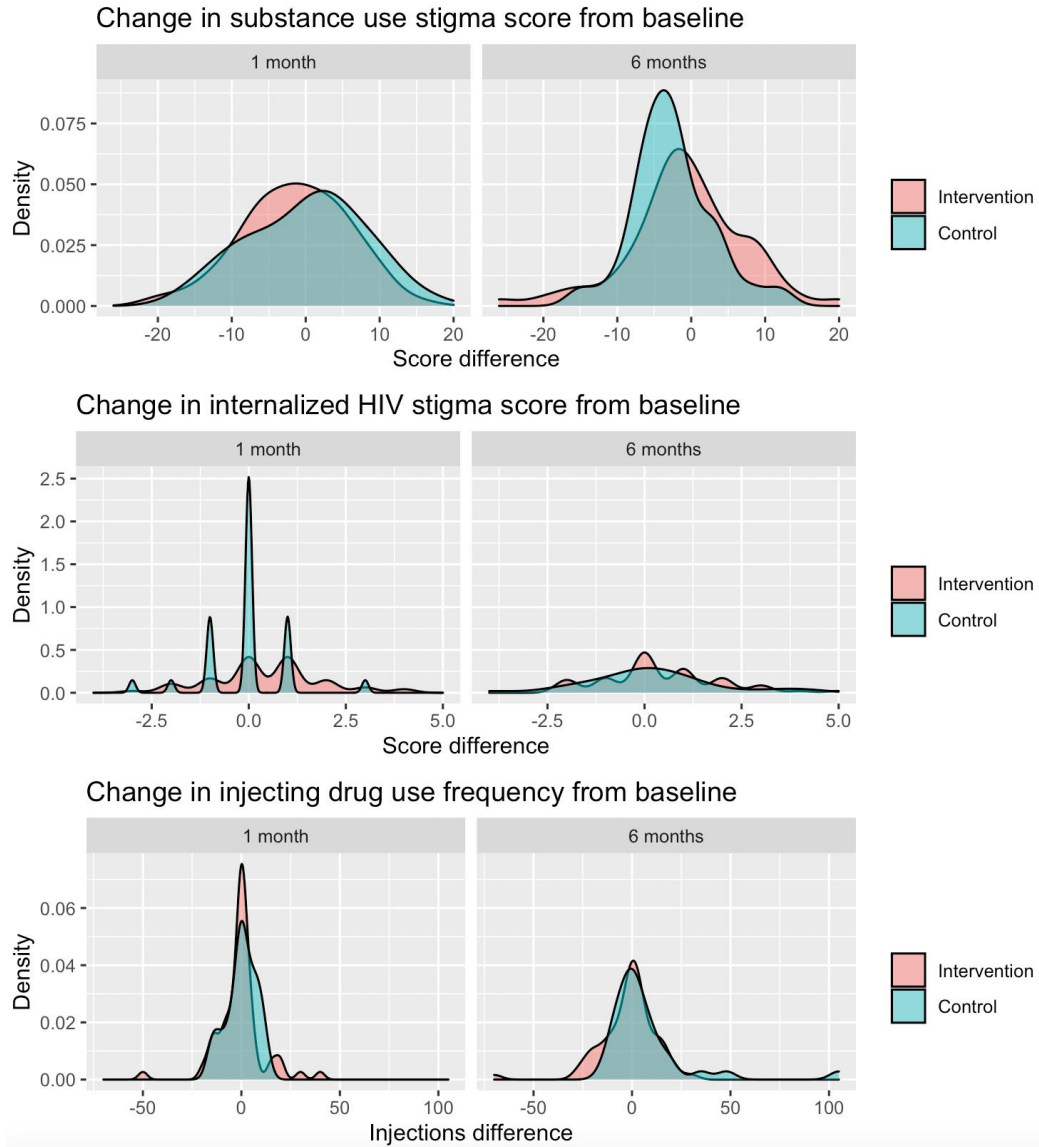 Change in substance use stigma score from baseline
1 month
6 months
0.075
0.050
0.025
0.000
Density
-20 -10 0 10 20
-20 -10 0 10 20
Score difference
Intervention
Control
Change in internalized HIV stigma score from baseline
1 month
6 months
2.5
2.0
1.5
1.0
0.5
0.0
Density
-2.5 0.0 2.5 5.0
-2.5 0.0 2.5 5.0
Score difference
Intervention
Control
Change in injecting drug use frequency from baseline
1 month
6 months
0.06
0.04
0.02
0.00
Density
-50 0 50 100
-50 0 50 100
Injections difference
Intervention
Control